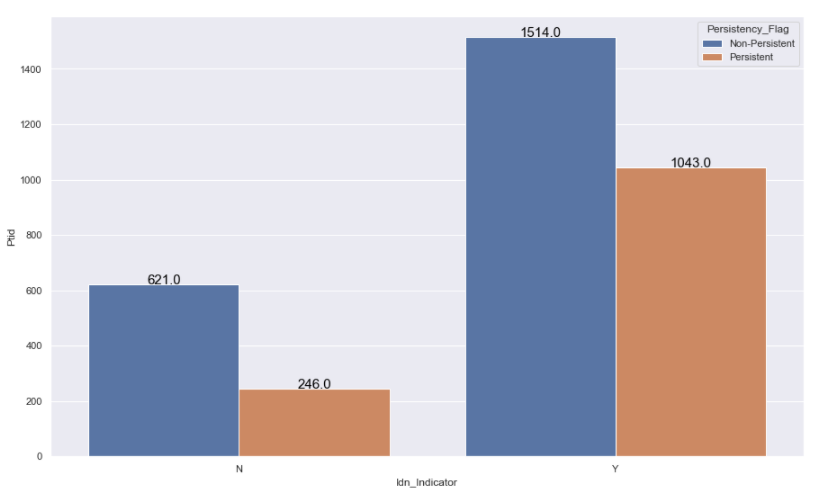 1514.0
Persistency_Flag
Non-Persistent
Persistent
1400
1200
1043.0
1000
Ptid
800
621.0
600
400
246.0
200
0
N
Y
Idn_Indicator